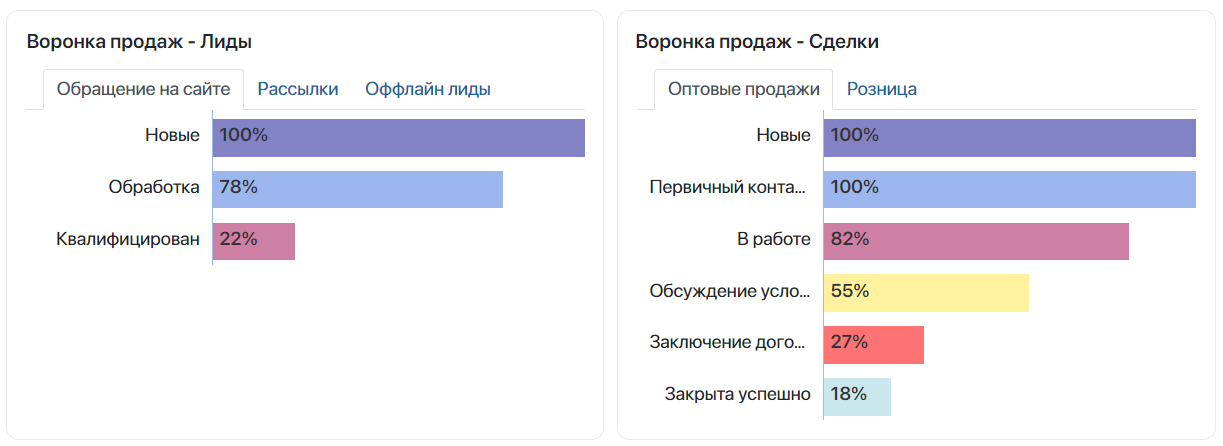 Воронка продаж - Лиды
Обращение на сайте Рассылки Оффлайн лиды
Новые 100%
Обработка 78%
Квалифицирован 22%
Воронка продаж - Сделки
Оптовые продажи Розница
Новые 100%
Первичный конта... 100%
В работе 82%
Обсуждение усло... 55%
Заключение дого... 27%
Закрыта успешно 18%